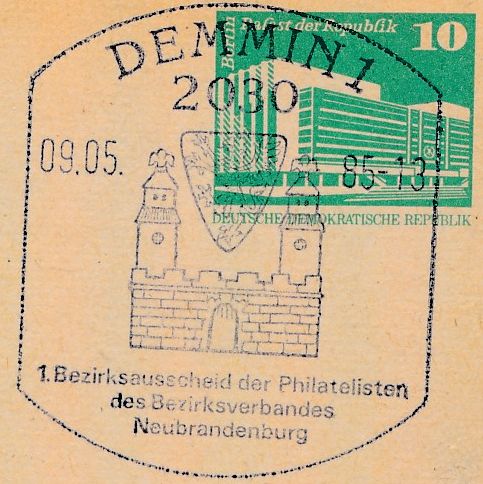 DEMMIN 1
2030
Berlin
Palast der Republik
10
09.05. 85-13
DEUTSCHE DEMOKRATISCHE REPUBLIK
1. Bezirksausscheid der Philatelisten
des Bezirksverbandes
Neubrandenburg